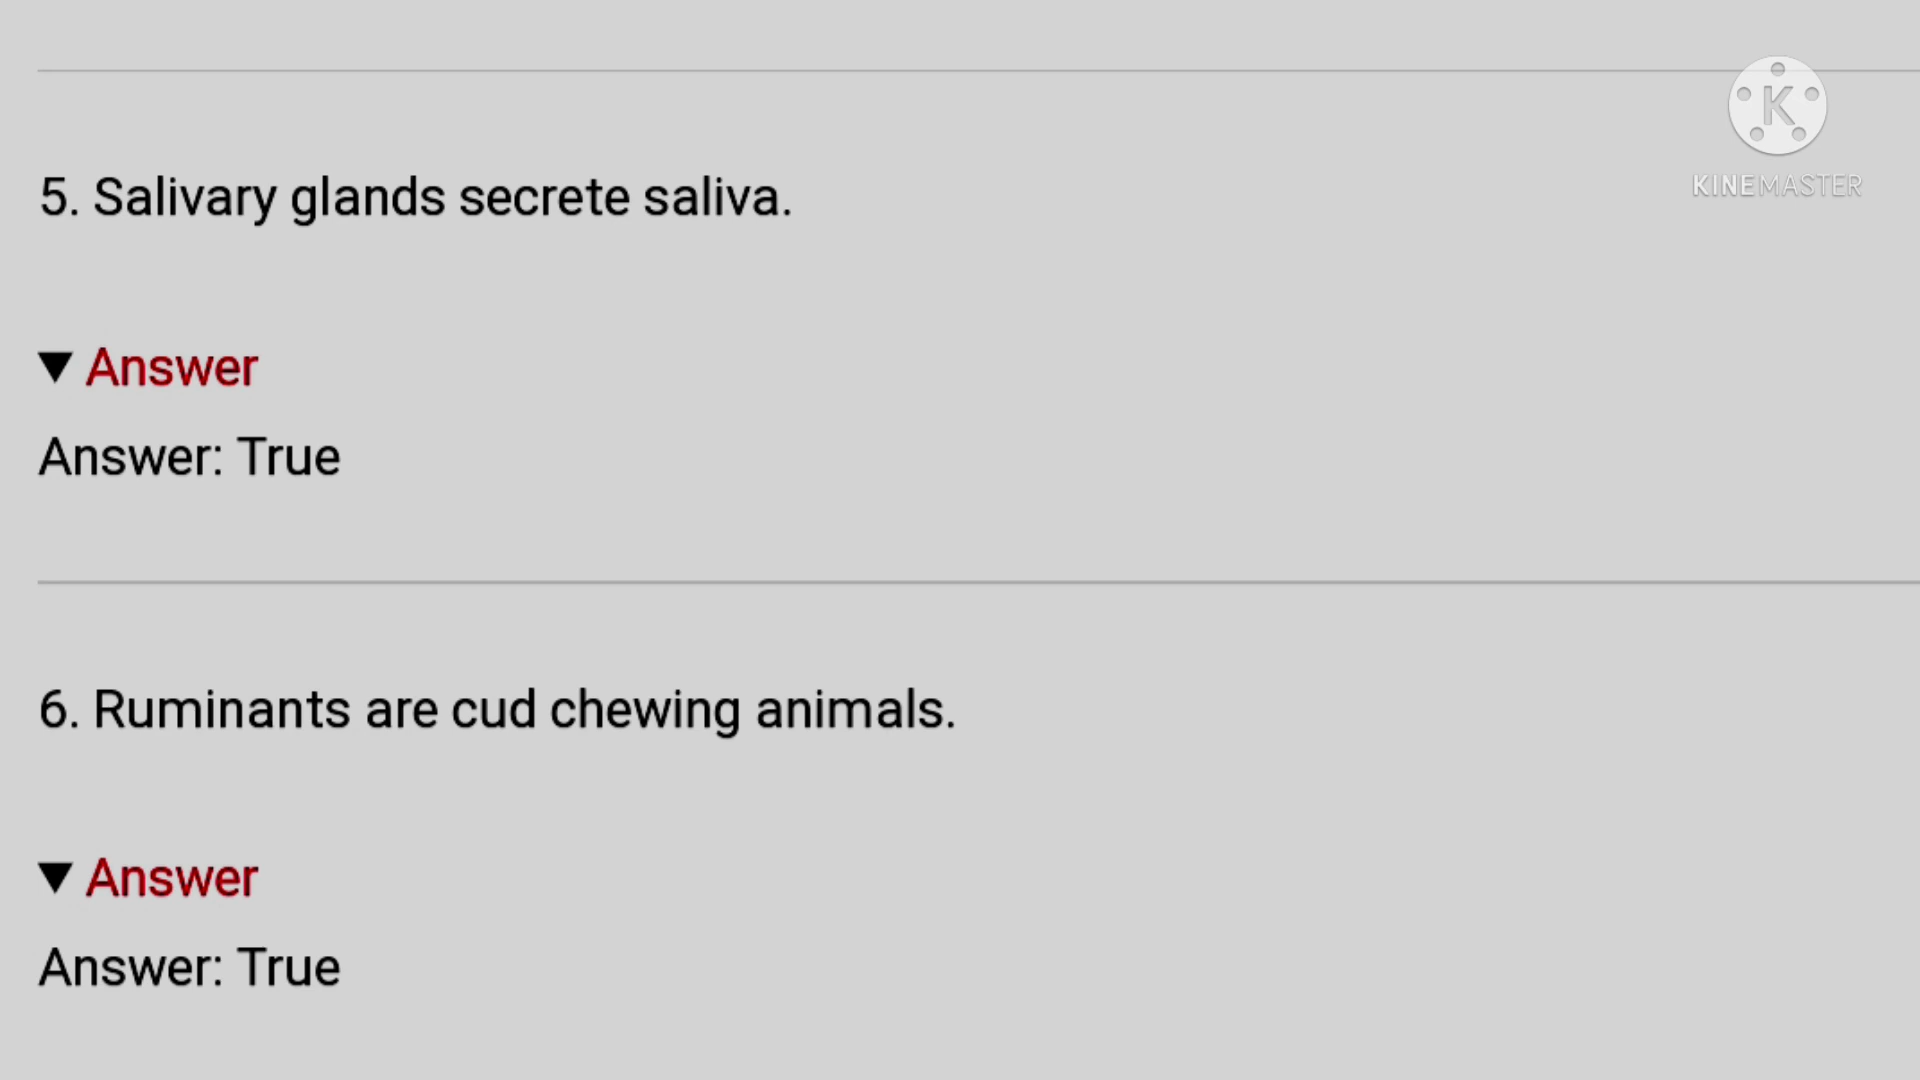 K
KINEMASTER
5. Salivary glands secrete saliva.
▼ Answer
Answer: True
6. Ruminants are cud chewing animals.
▼ Answer
Answer: True